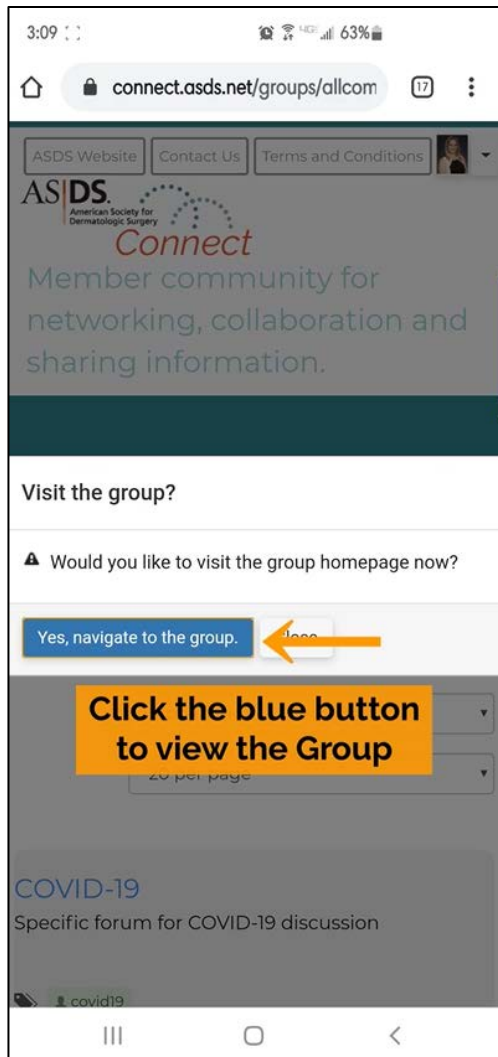 3:09
4GE 63%
connect.asds.net/groups/allcom 17
ASDS Website Contact Us Terms and Conditions
ASDS.
American Society for
Dermatologic Surgery
Connect
Member community for
networking, collaboration and
sharing information.
Visit the group?
Would you like to visit the group homepage now?
Yes, navigate to the group. Close
Click the blue button
to view the Group
20 per page
COVID-19
Specific forum for COVID-19 discussion
covid19